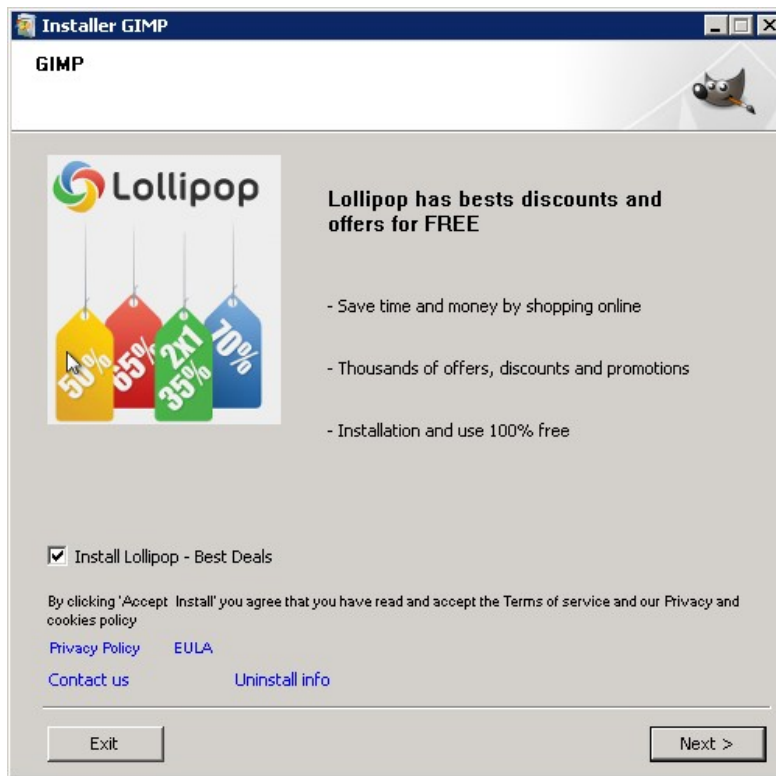 Installer GIMP
GIMP
Lollipop
Lollipop has bests discounts and
offers for FREE
50%
65%
2x1
35%
70%
- Save time and money by shopping online
- Thousands of offers, discounts and promotions
- Installation and use 100% free
Install Lollipop - Best Deals
By clicking 'Accept Install' you agree that you have read and accept the Terms of service and our Privacy and
cookies policy
Privacy Policy EULA
Contact us Uninstall info
Exit Next >